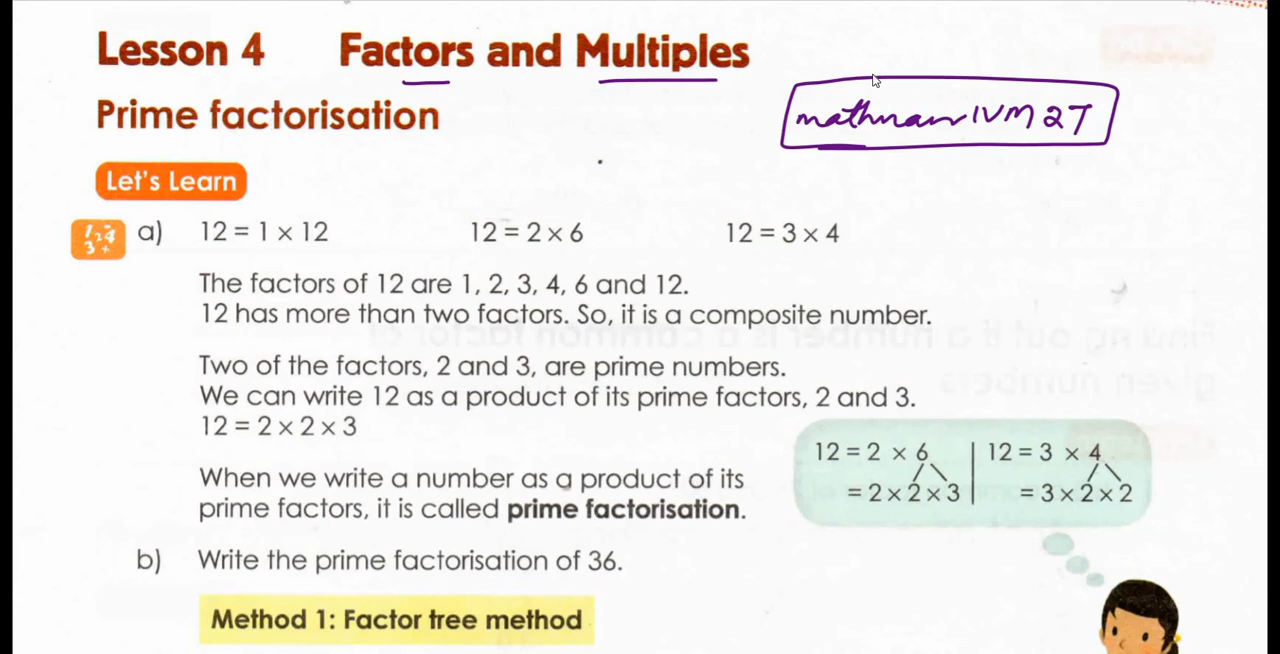 Lesson 4 Factors and Multiples
Prime factorisation
mathman IVM 2T
Let's Learn
a) 12 = 1 × 12 12 = 2 × 6 12 = 3 × 4
The factors of 12 are 1, 2, 3, 4, 6 and 12.
12 has more than two factors. So, it is a composite number.
Two of the factors, 2 and 3, are prime numbers.
We can write 12 as a product of its prime factors, 2 and 3.
12 = 2 × 2 × 3
When we write a number as a product of its
prime factors, it is called prime factorisation.
12 = 2 × 6
= 2 × 2 × 3
12 = 3 × 4
= 3 × 2 × 2
b) Write the prime factorisation of 36.
Method 1: Factor tree method